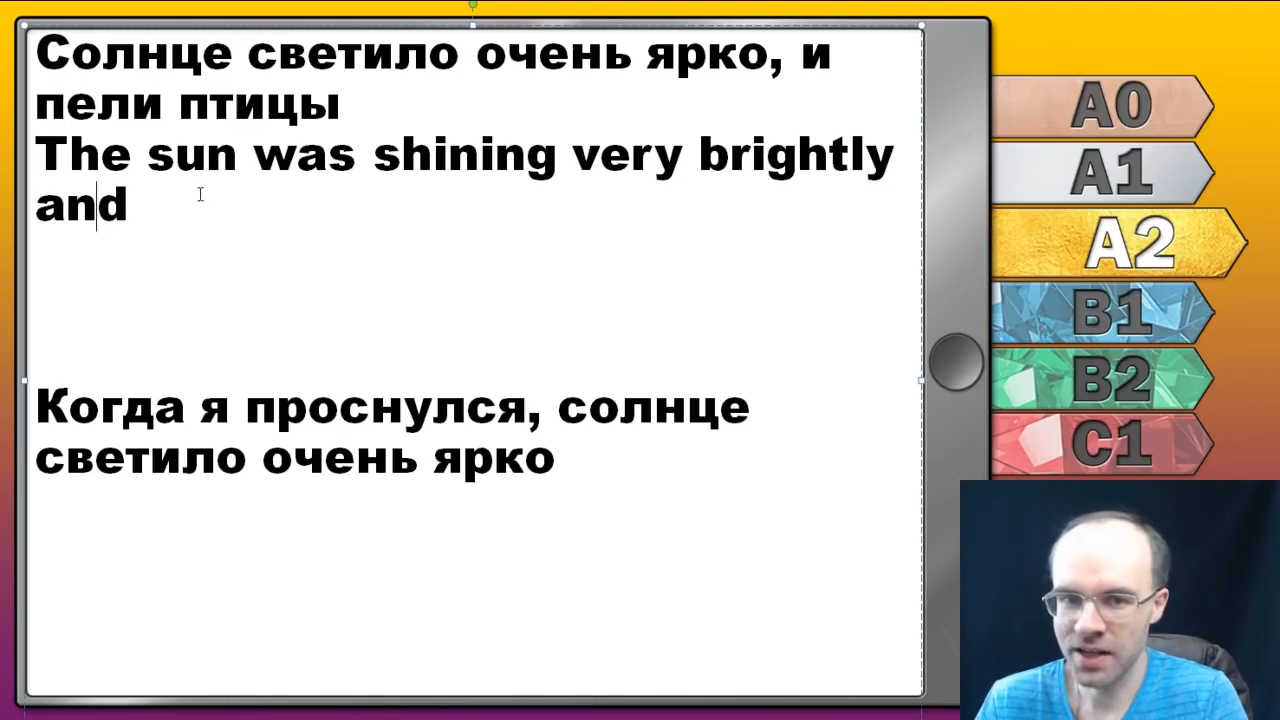 Солнце светило очень ярко, и
пели птицы
The sun was shining very brightly
and
Когда я проснулся, солнце
светило очень ярко
A0
A1
A2
B1
B2
C1